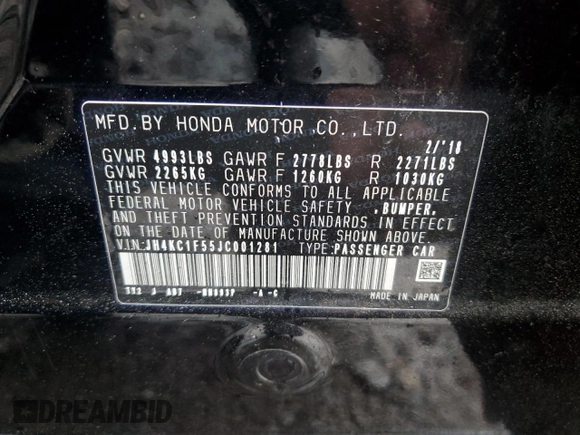 MFD.BY HONDA MOTOR CO.,LTD. 2/'18
GVWR 4993LBS GAWR F 2778LBS R 2271LBS
GVWR 2265KG GAWR F 1260KG R 1030KG
THIS VEHICLE CONFORMS TO ALL APPLICABLE
FEDERAL MOTOR VEHICLE SAFETY ,BUMPER,
AND THEFT PREVENTION STANDARDS IN EFFECT
ON THE DATE OF MANUFACTURE SHOWN ABOVE.
VIN:JH4KC1F55JC001281 TYPE:PASSENGER CAR
-A -C
MADE IN JAPAN
DREAMBID